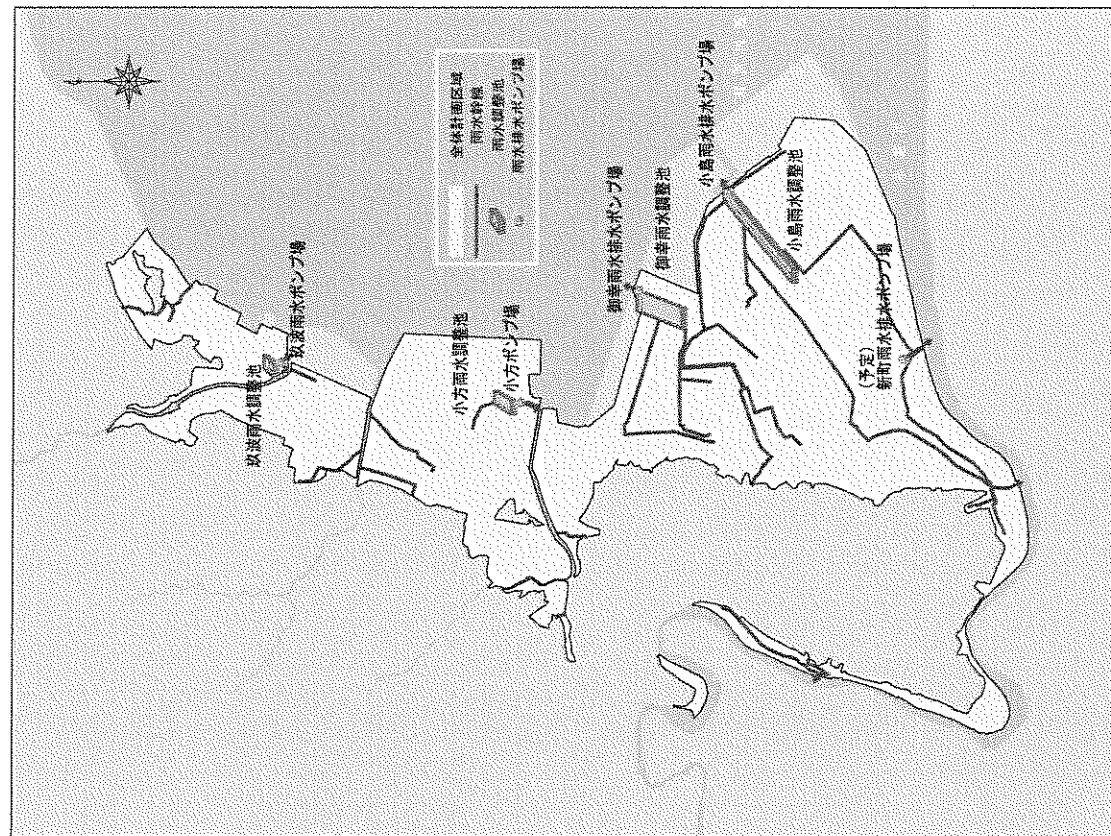 全体計画区域
雨水幹線
雨水調整池
雨水排水ポンプ場
玖波雨水調整池
玖波雨水ポンプ場
小方雨水調整池
小方ポンプ場
御幸雨水排水ポンプ場
御幸雨水調整池
小島雨水排水ポンプ場
小島雨水調整池
（予定）
新町雨水排水ポンプ場